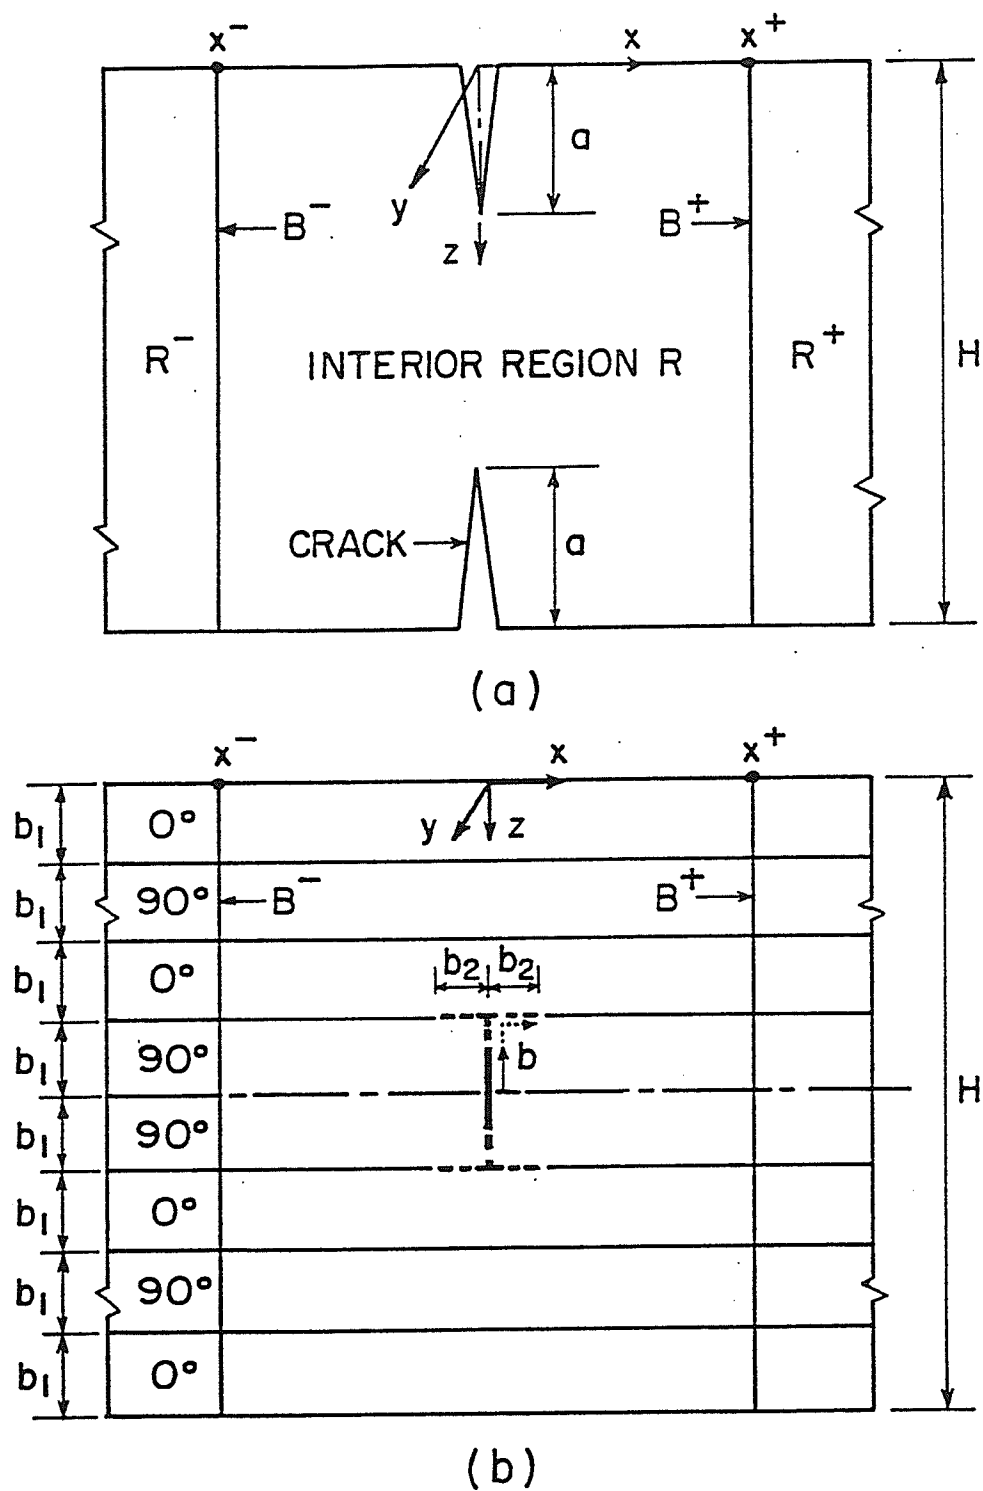 x⁻ x x⁺
a
y B⁻ B⁺
z
R⁻ INTERIOR REGION R R⁺ H
CRACK a
(a)
x⁻ x x⁺
b₁ 0° y z
b₁ 90° B⁻ B⁺
b₁ 0° b₂ b₂
b₁ 90° b
H
b₁ 90°
b₁ 0°
b₁ 90°
b₁ 0°
(b)